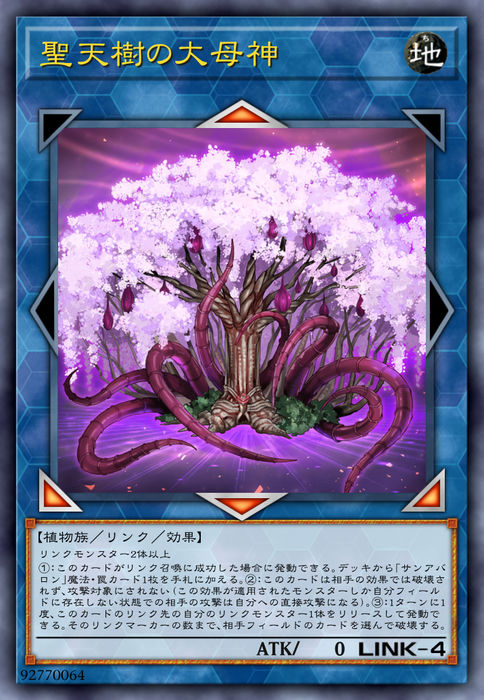 聖天樹の大母神
ち
地
【植物族／リンク／効果】
リンクモンスター2体以上
①：このカードがリンク召喚に成功した場合に発動できる。デッキから「サンアバ
ロン」魔法・罠カード1枚を手札に加える。②：このカードは相手の効果では破壊さ
れず、攻撃対象にされない（この効果が適用されたモンスターしか自分フィール
ドに存在しない状態での相手の攻撃は自分への直接攻撃になる）。③：1ターンに1
度、このカードのリンク先の自分のリンクモンスター1体をリリースして発動でき
る。そのリンクマーカーの数まで、相手フィールドのカードを選んで破壊する。
ATK/ 0 LINK-4
92770064